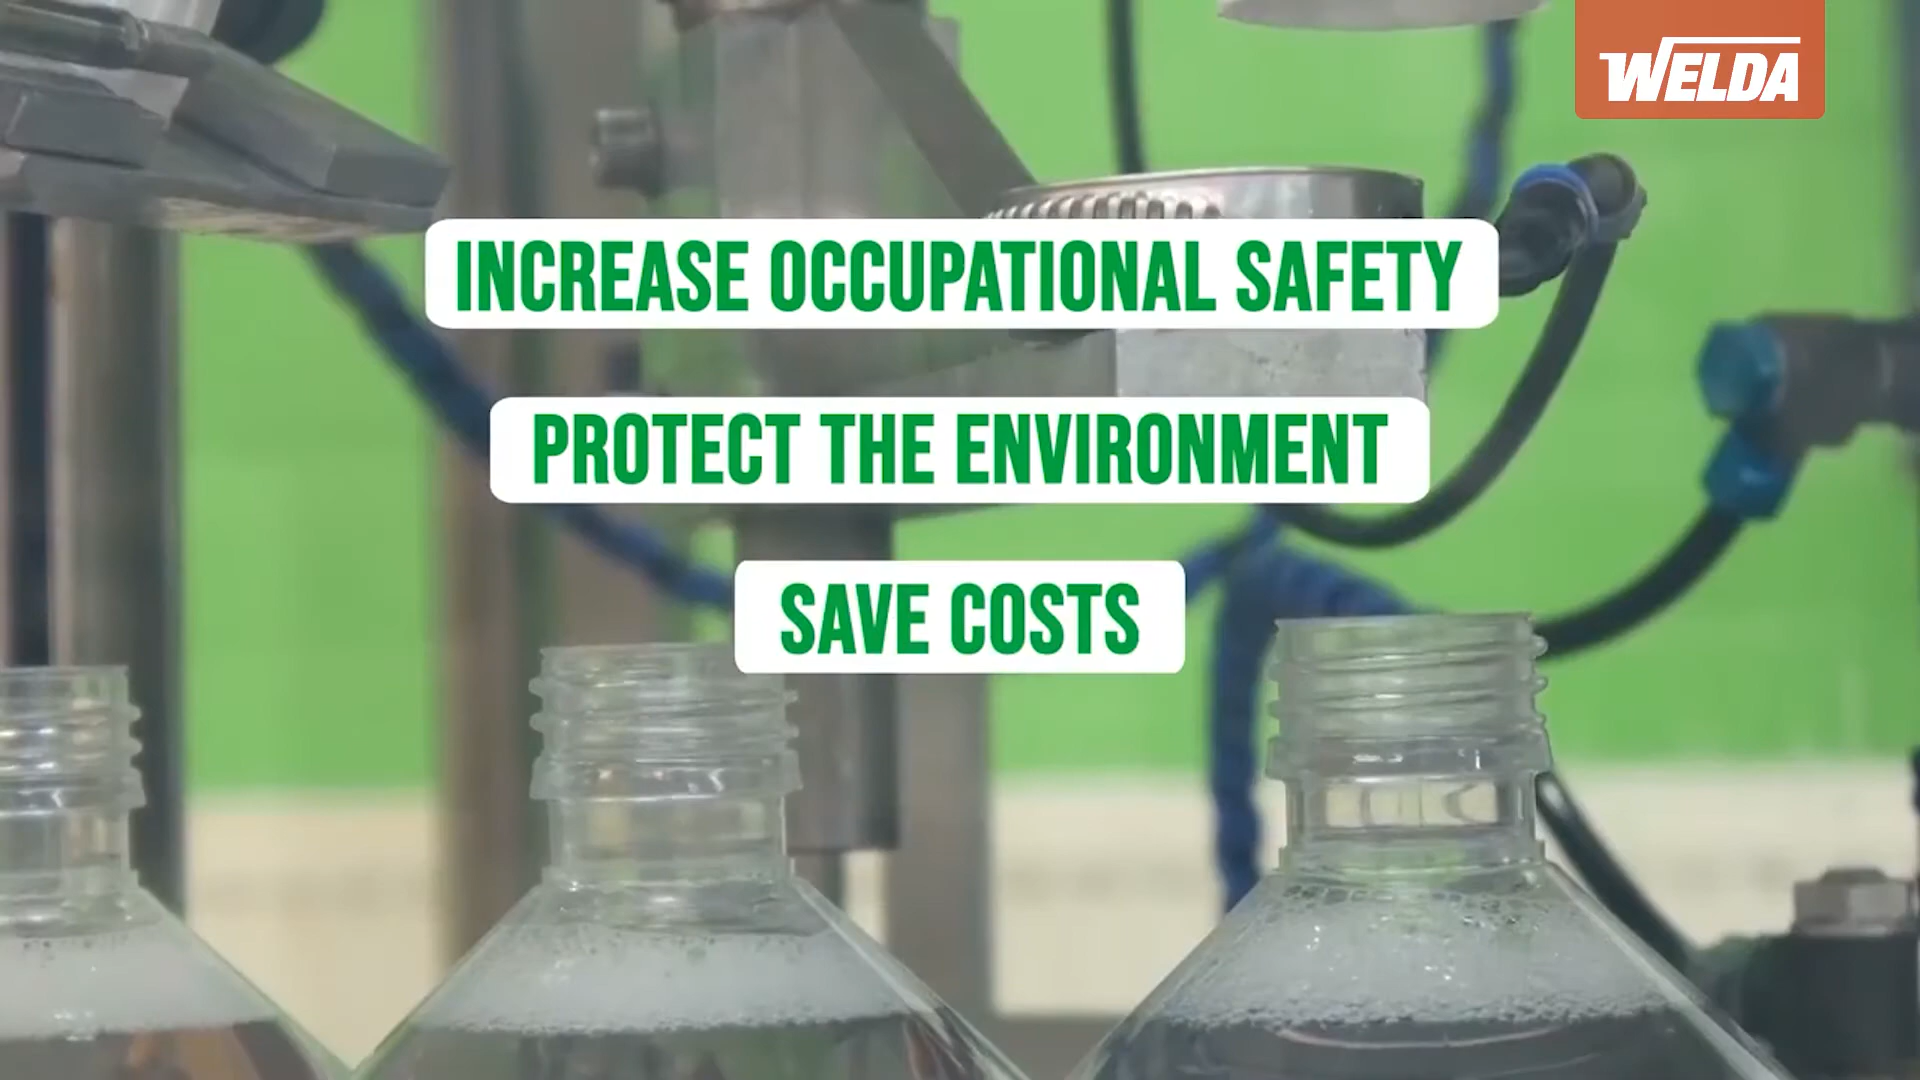 WELDA
INCREASE OCCUPATIONAL SAFETY
PROTECT THE ENVIRONMENT
SAVE COSTS